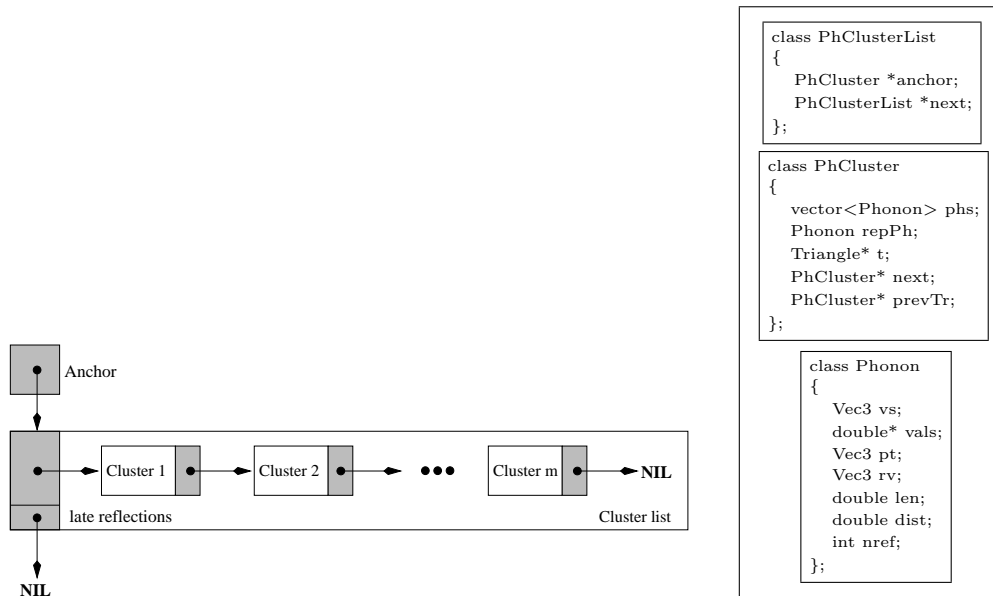 Anchor
Cluster 1
Cluster 2
Cluster m
NIL
late reflections
Cluster list
NIL
class PhClusterList
{
PhCluster *anchor;
PhClusterList *next;
};
class PhCluster
{
vector<Phonon> phs;
Phonon repPh;
Triangle* t;
PhCluster* next;
PhCluster* prevTr;
};
class Phonon
{
Vec3 vs;
double* vals;
Vec3 pt;
Vec3 rv;
double len;
double dist;
int nref;
};